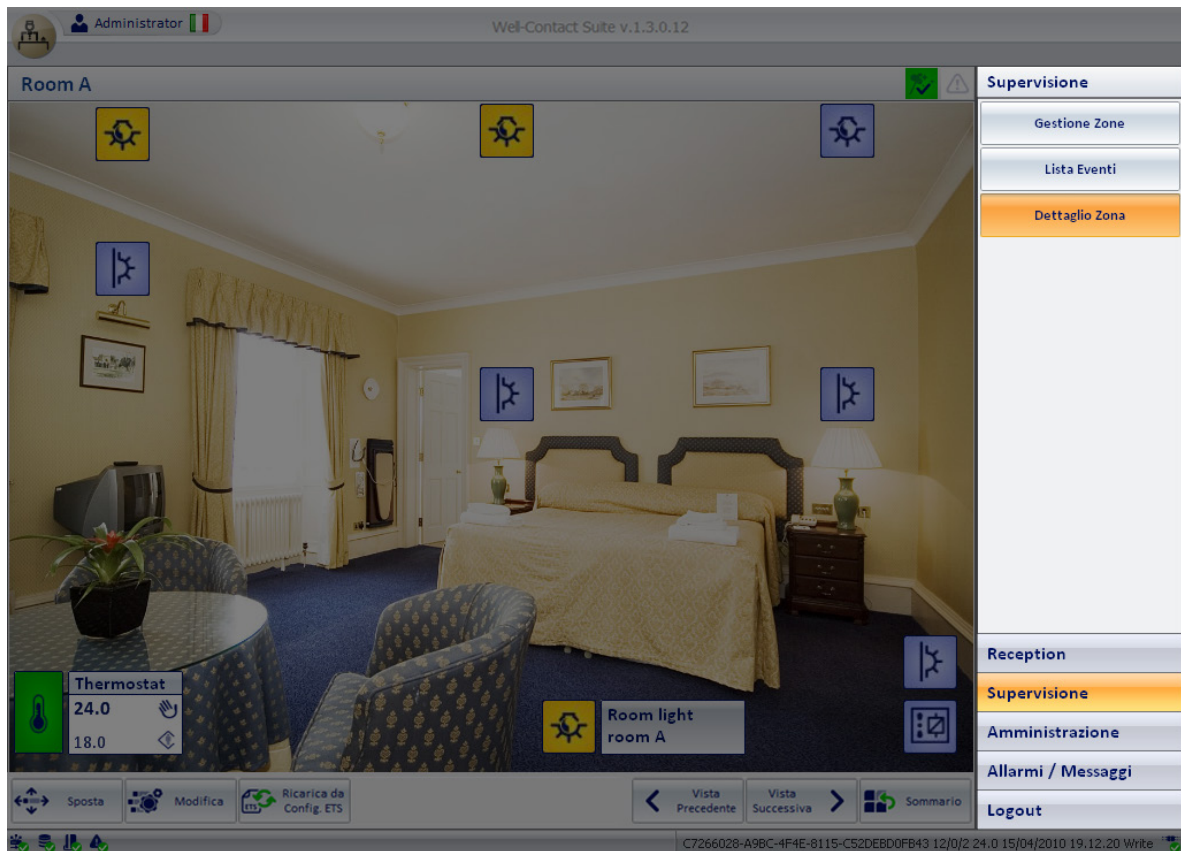 Administrator
Well-Contact Suite v.1.3.0.12
Room A
Supervisione
Gestione Zone
Lista Eventi
Dettaglio Zona
Thermostat
24.0
18.0
Room light
room A
Reception
Supervisione
Amministrazione
Allarmi / Messaggi
Logout
Sposta
Modifica
Ricarica da
Config. ETS
Vista
Precedente
Vista
Successiva
Sommario
C7266028-A9BC-4F4E-8115-C52DEBD0FB43 12/0/2 24.0 15/04/2010 19.12.20 Write